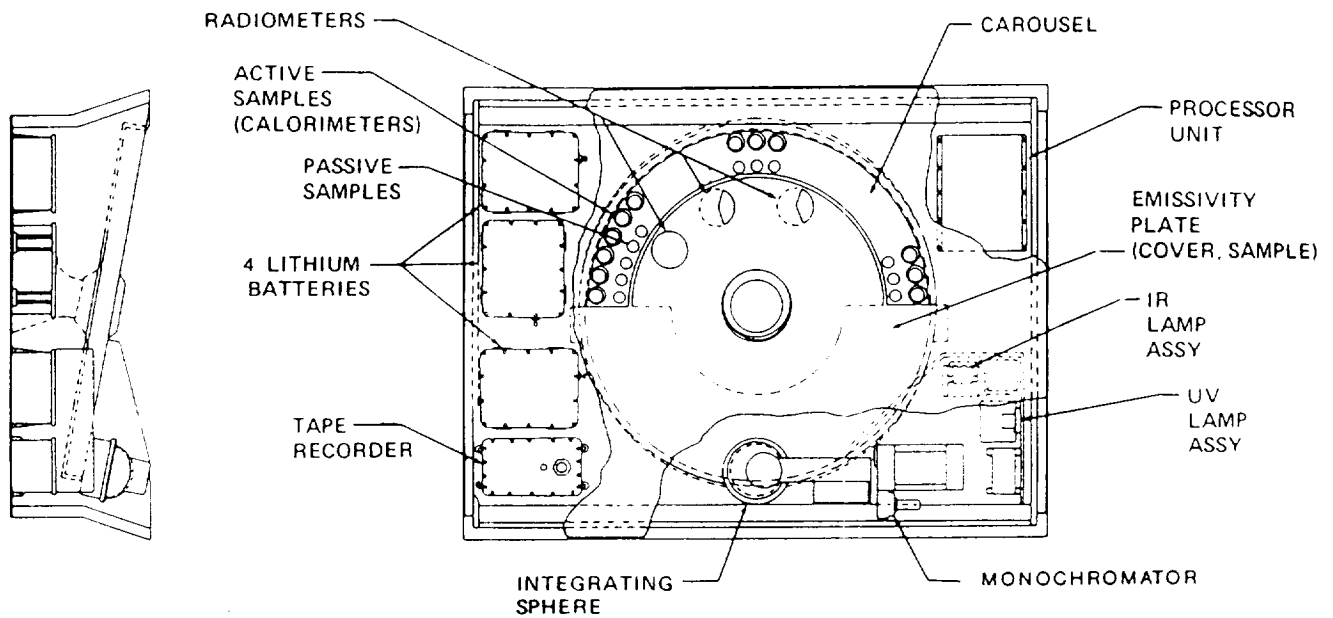 RADIOMETERS
CAROUSEL
ACTIVE
SAMPLES
(CALORIMETERS)
PROCESSOR
UNIT
PASSIVE
SAMPLES
EMISSIVITY
PLATE
(COVER, SAMPLE)
4 LITHIUM
BATTERIES
IR
LAMP
ASSY
UV
LAMP
ASSY
TAPE
RECORDER
INTEGRATING
SPHERE
MONOCHROMATOR